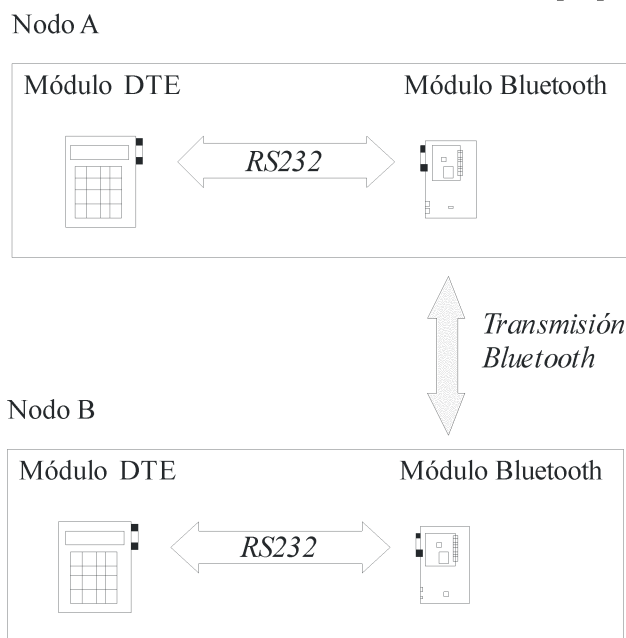 Nodo A
Módulo DTE
Módulo Bluetooth
RS232
Transmisión
Bluetooth
Nodo B
Módulo DTE
Módulo Bluetooth
RS232